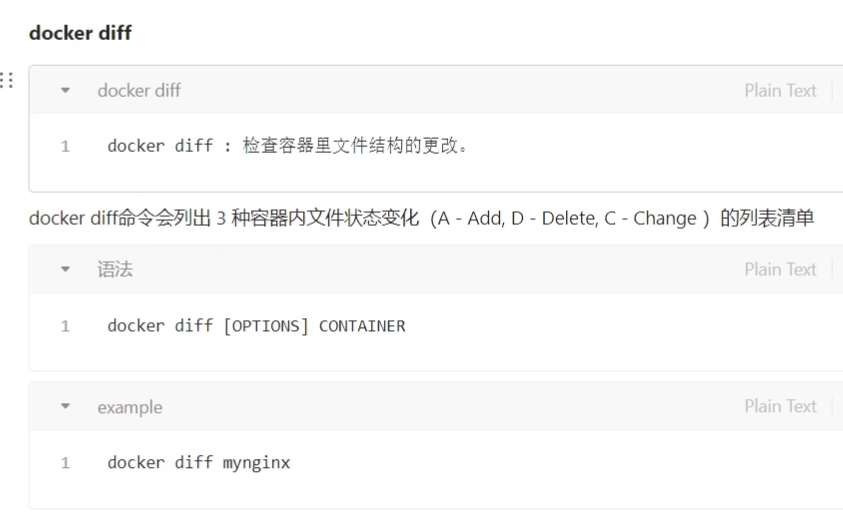 docker diff
docker diff Plain Text
1 docker diff : 检查容器里文件结构的更改。
docker diff命令会列出 3 种容器内文件状态变化（A - Add, D - Delete, C - Change ）的列表清单
语法 Plain Text
1 docker diff [OPTIONS] CONTAINER
example Plain Text
1 docker diff mynginx